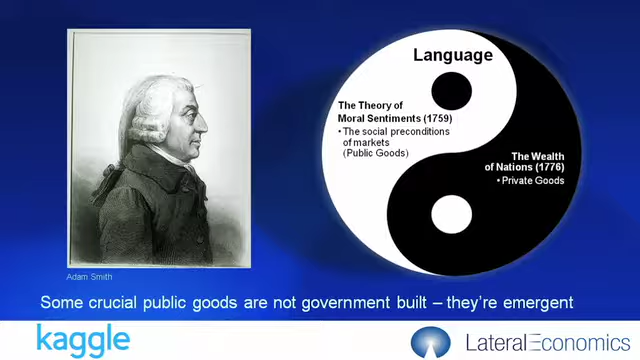 Language
The Theory of
Moral Sentiments (1759)
• The social preconditions
of markets
(Public Goods)
The Wealth
of Nations (1776)
• Private Goods
Adam Smith
Some crucial public goods are not government built – they're emergent
kaggle
LateralEconomics